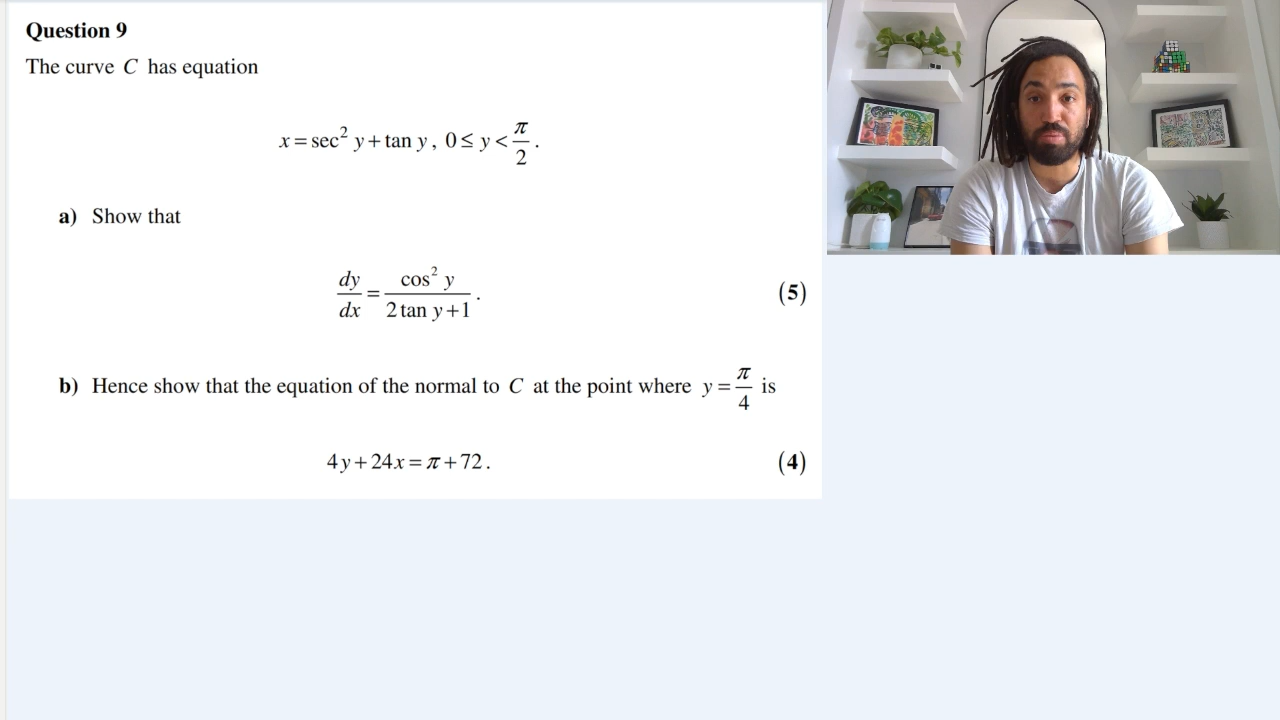 Question 9
The curve C has equation
x = sec² y + tan y , 0 ≤ y < π/2 .
a) Show that
dy/dx = cos² y / (2 tan y + 1) . (5)
b) Hence show that the equation of the normal to C at the point where y = π/4 is
4y + 24x = π + 72 . (4)